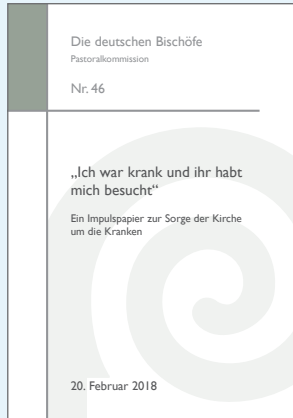 Die deutschen Bischöfe
Pastoralkommission
Nr. 46
„Ich war krank und ihr habt
mich besucht“
Ein Impulspapier zur Sorge der Kirche
um die Kranken
20. Februar 2018